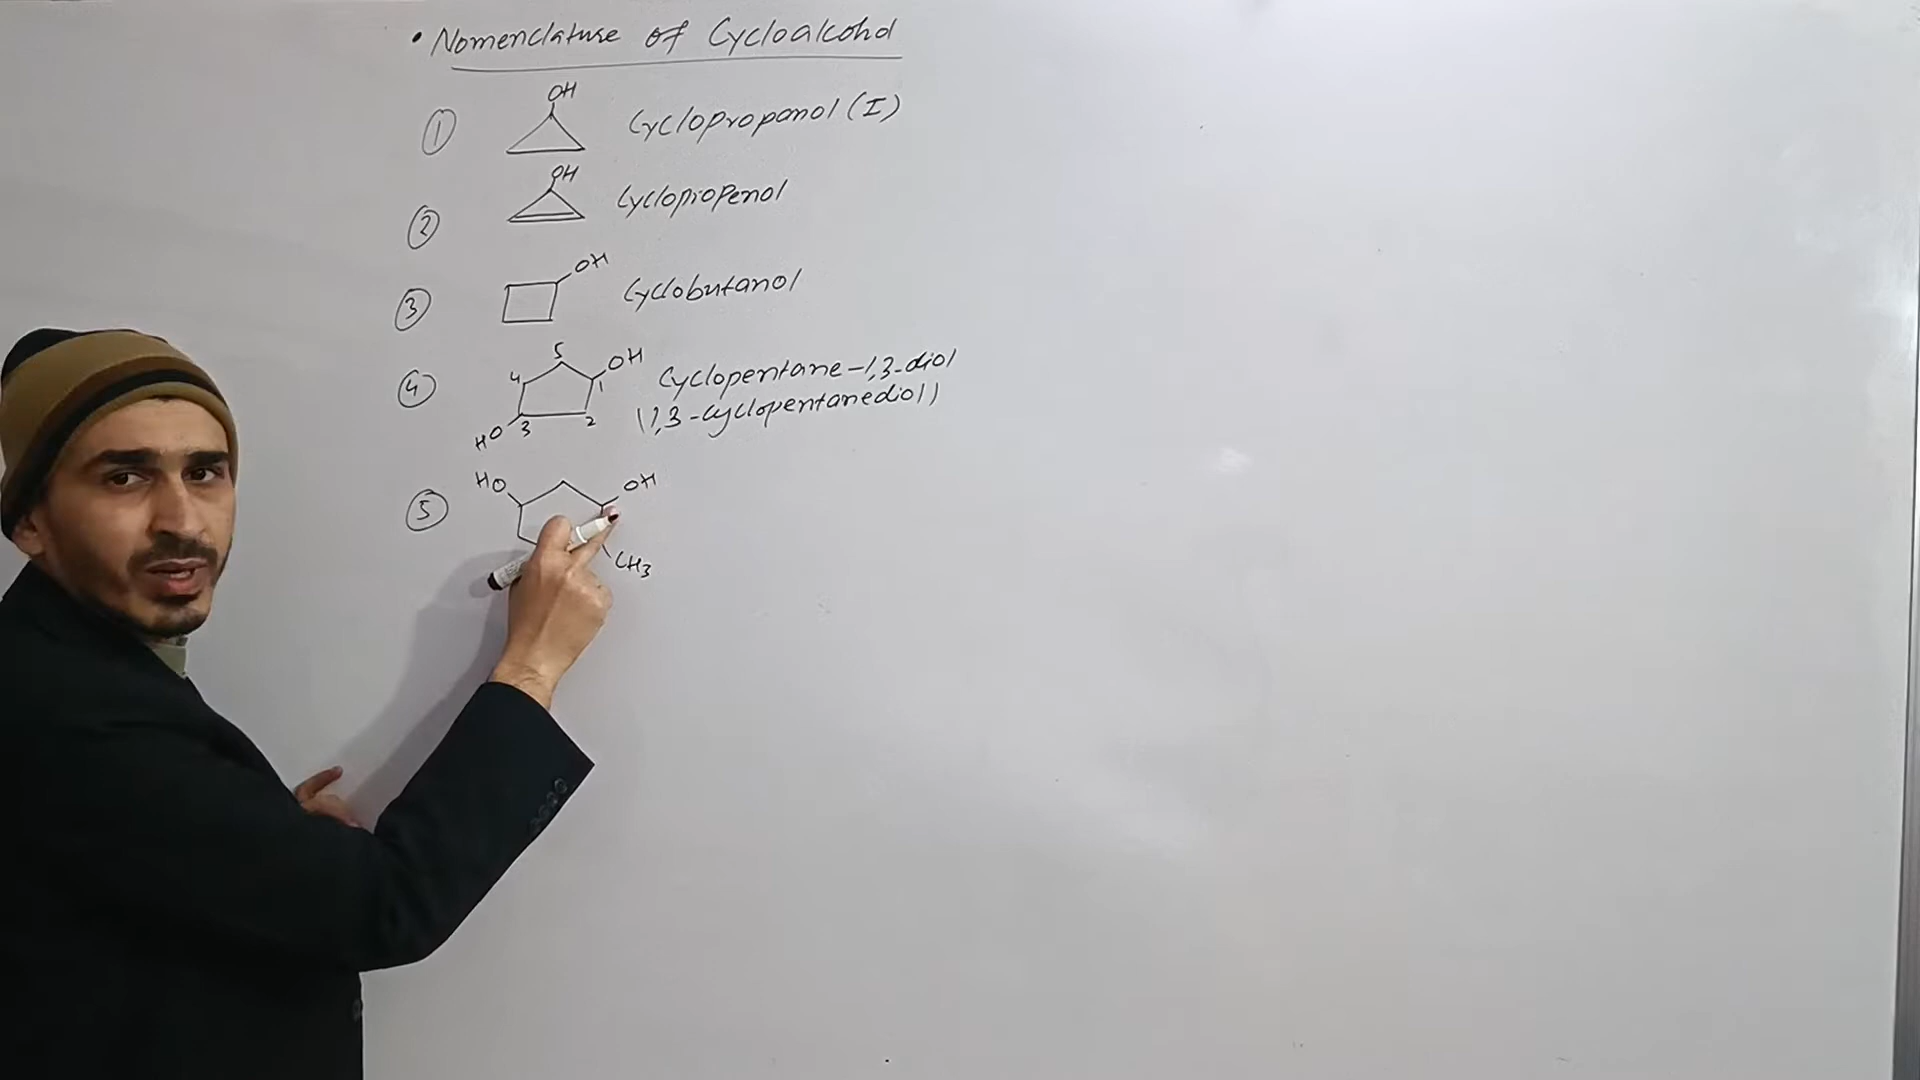 • Nomenclature of Cycloalcohol
1 OH Cyclopropanol (I)
2 OH Cyclopropenol
3 OH Cyclobutanol
4 5 4 OH 1 Cyclopentane-1,3-diol
HO 3 2 (1,3-cyclopentanediol)
5 HO OH
CH3